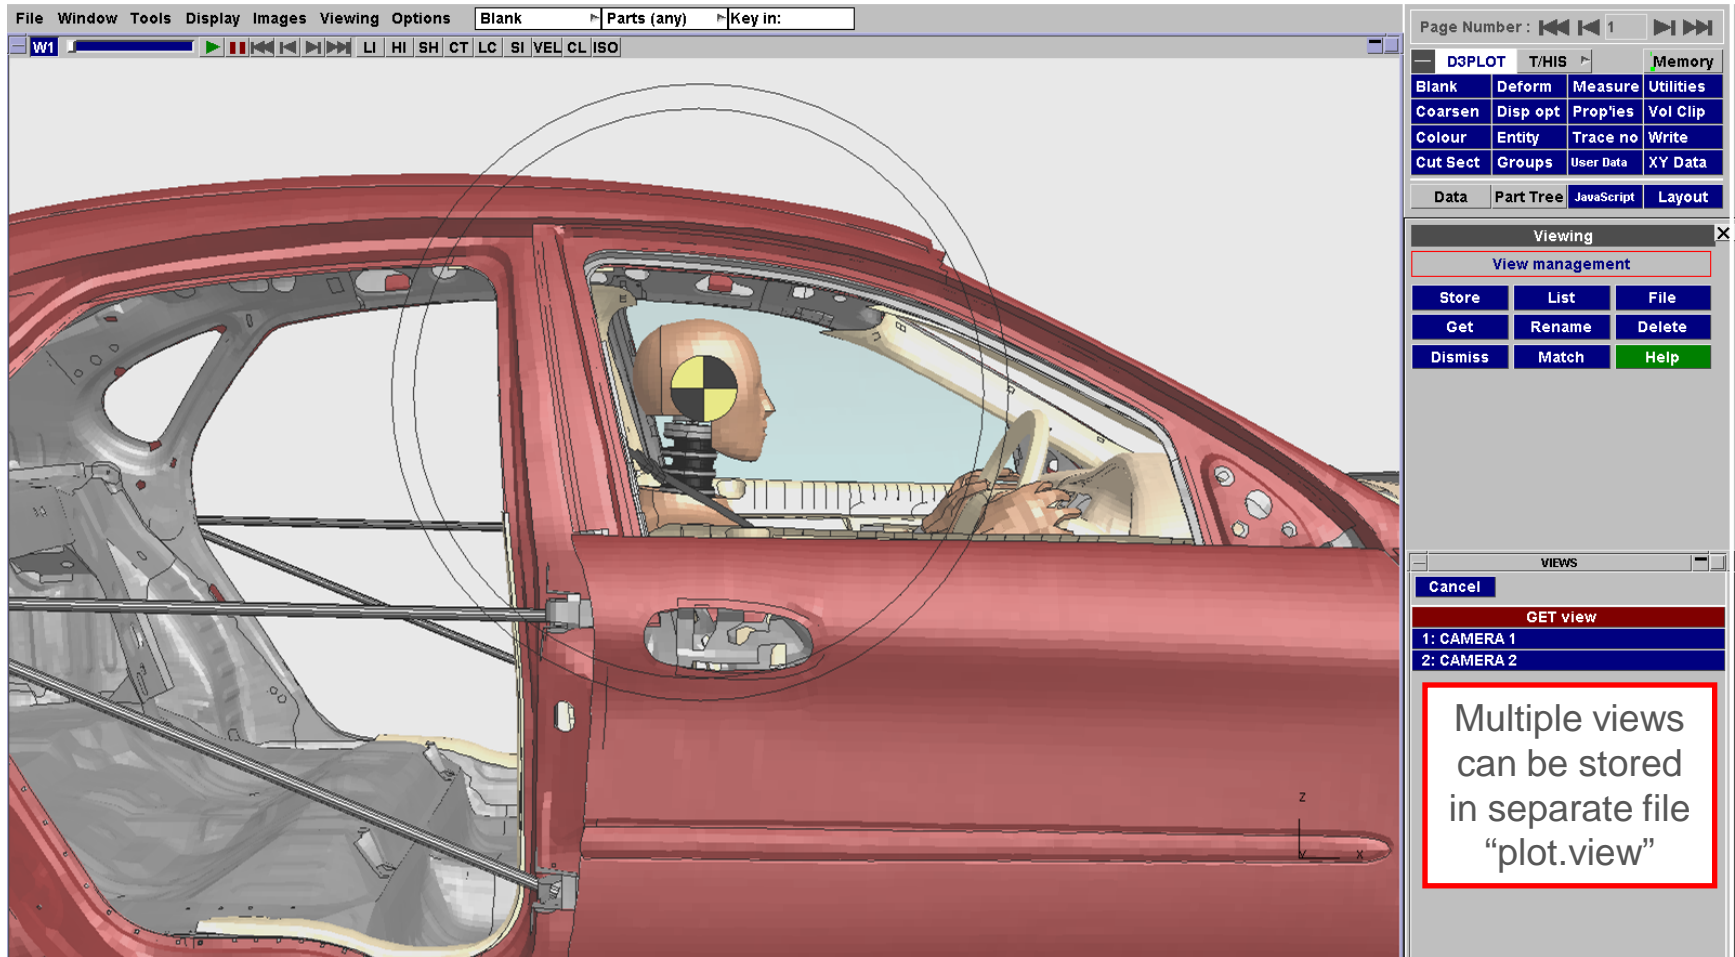 File Window Tools Display Images Viewing Options Blank Parts (any) Key in:
W1 LI HI SH CT LC SI VEL CL ISO
Page Number : 1
D3PLOT T/HIS Memory
Blank Deform Measure Utilities
Coarsen Disp opt Prop'ies Vol Clip
Colour Entity Trace no Write
Cut Sect Groups User Data XY Data
Data Part Tree JavaScript Layout
Viewing
View management
Store List File
Get Rename Delete
Dismiss Match Help
VIEWS
Cancel
GET view
1: CAMERA 1
2: CAMERA 2
Multiple views
can be stored
in separate file
“plot.view”
Z
Y X